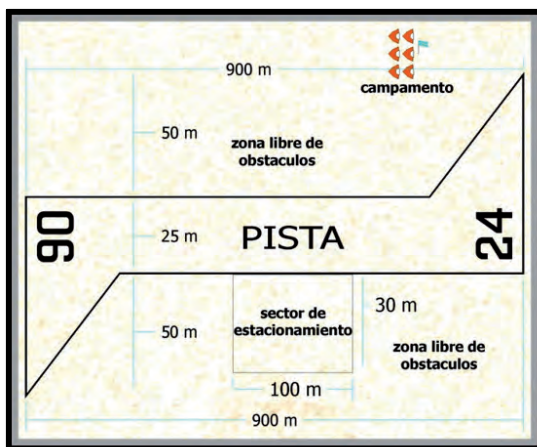 campamento
900 m
50 m
zona libre de
obstaculos
06
25 m
PISTA
24
50 m
sector de
estacionamiento
30 m
zona libre de
obstaculos
100 m
900 m